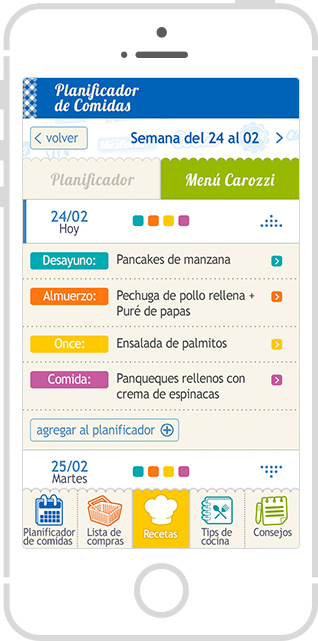 Planificador
de Comidas
volver
Semana del 24 al 02
Planificador
Menú Carozzi
24/02
Hoy
Desayuno: Pancakes de manzana
Almuerzo: Pechuga de pollo rellena +
Puré de papas
Once: Ensalada de palmitos
Comida: Panqueques rellenos con
crema de espinacas
agregar al planificador
25/02
Martes
Planificador
de comidas
Lista de
compras
Recetas
Tips de
cocina
Consejos